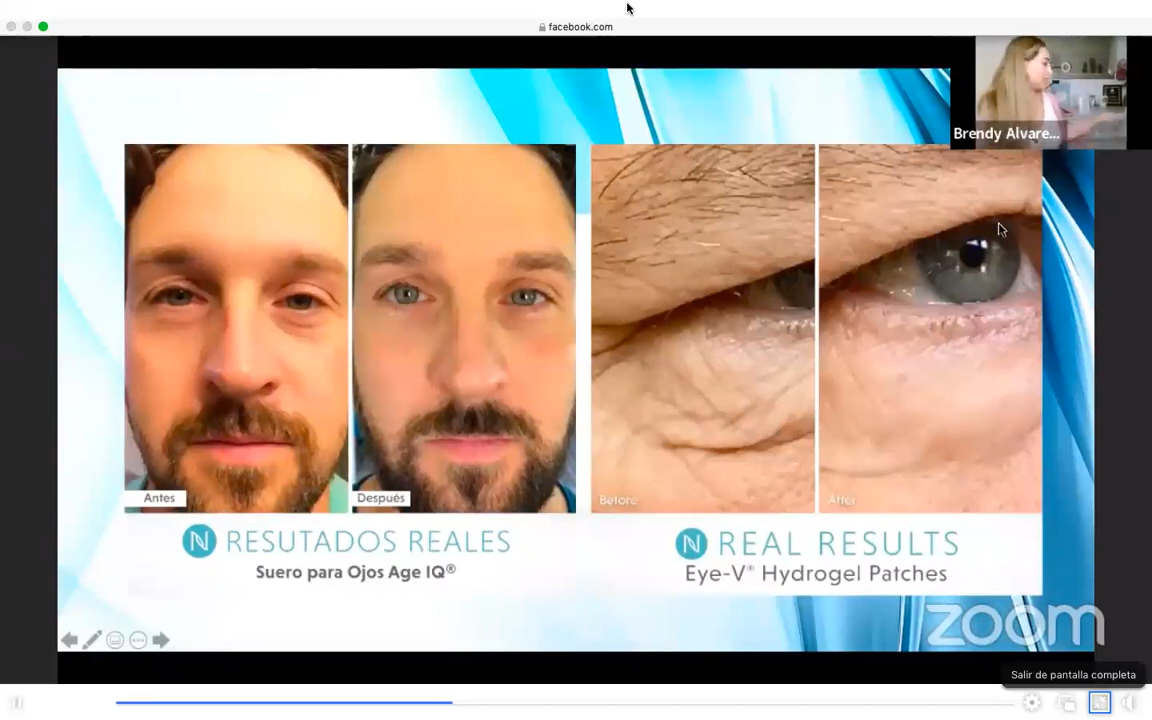 facebook.com
Brendy Alvare...
Antes
Después
Before
After
N RESUTADOS REALES
Suero para Ojos Age IQ®
N REAL RESULTS
Eye-V® Hydrogel Patches
zoom
Salir de pantalla completa